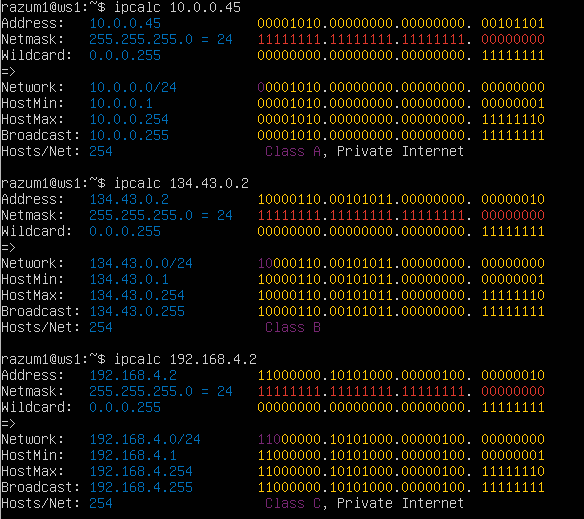 razum1@ws1:~$ ipcalc 10.0.0.45
Address:   10.0.0.45            00001010.00000000.00000000. 00101101
Netmask:   255.255.255.0 = 24   11111111.11111111.11111111. 00000000
Wildcard:  0.0.0.255            00000000.00000000.00000000. 11111111
=>
Network:   10.0.0.0/24          00001010.00000000.00000000. 00000000
HostMin:   10.0.0.1             00001010.00000000.00000000. 00000001
HostMax:   10.0.0.254           00001010.00000000.00000000. 11111110
Broadcast: 10.0.0.255           00001010.00000000.00000000. 11111111
Hosts/Net: 254                   Class A, Private Internet
razum1@ws1:~$ ipcalc 134.43.0.2
Address:   134.43.0.2           10000110.00101011.00000000. 00000010
Netmask:   255.255.255.0 = 24   11111111.11111111.11111111. 00000000
Wildcard:  0.0.0.255            00000000.00000000.00000000. 11111111
=>
Network:   134.43.0.0/24        10000110.00101011.00000000. 00000000
HostMin:   134.43.0.1           10000110.00101011.00000000. 00000001
HostMax:   134.43.0.254         10000110.00101011.00000000. 11111110
Broadcast: 134.43.0.255         10000110.00101011.00000000. 11111111
Hosts/Net: 254                   Class B
razum1@ws1:~$ ipcalc 192.168.4.2
Address:   192.168.4.2          11000000.10101000.00000100. 00000010
Netmask:   255.255.255.0 = 24   11111111.11111111.11111111. 00000000
Wildcard:  0.0.0.255            00000000.00000000.00000000. 11111111
=>
Network:   192.168.4.0/24       11000000.10101000.00000100. 00000000
HostMin:   192.168.4.1          11000000.10101000.00000100. 00000001
HostMax:   192.168.4.254        11000000.10101000.00000100. 11111110
Broadcast: 192.168.4.255        11000000.10101000.00000100. 11111111
Hosts/Net: 254                   Class C, Private Internet